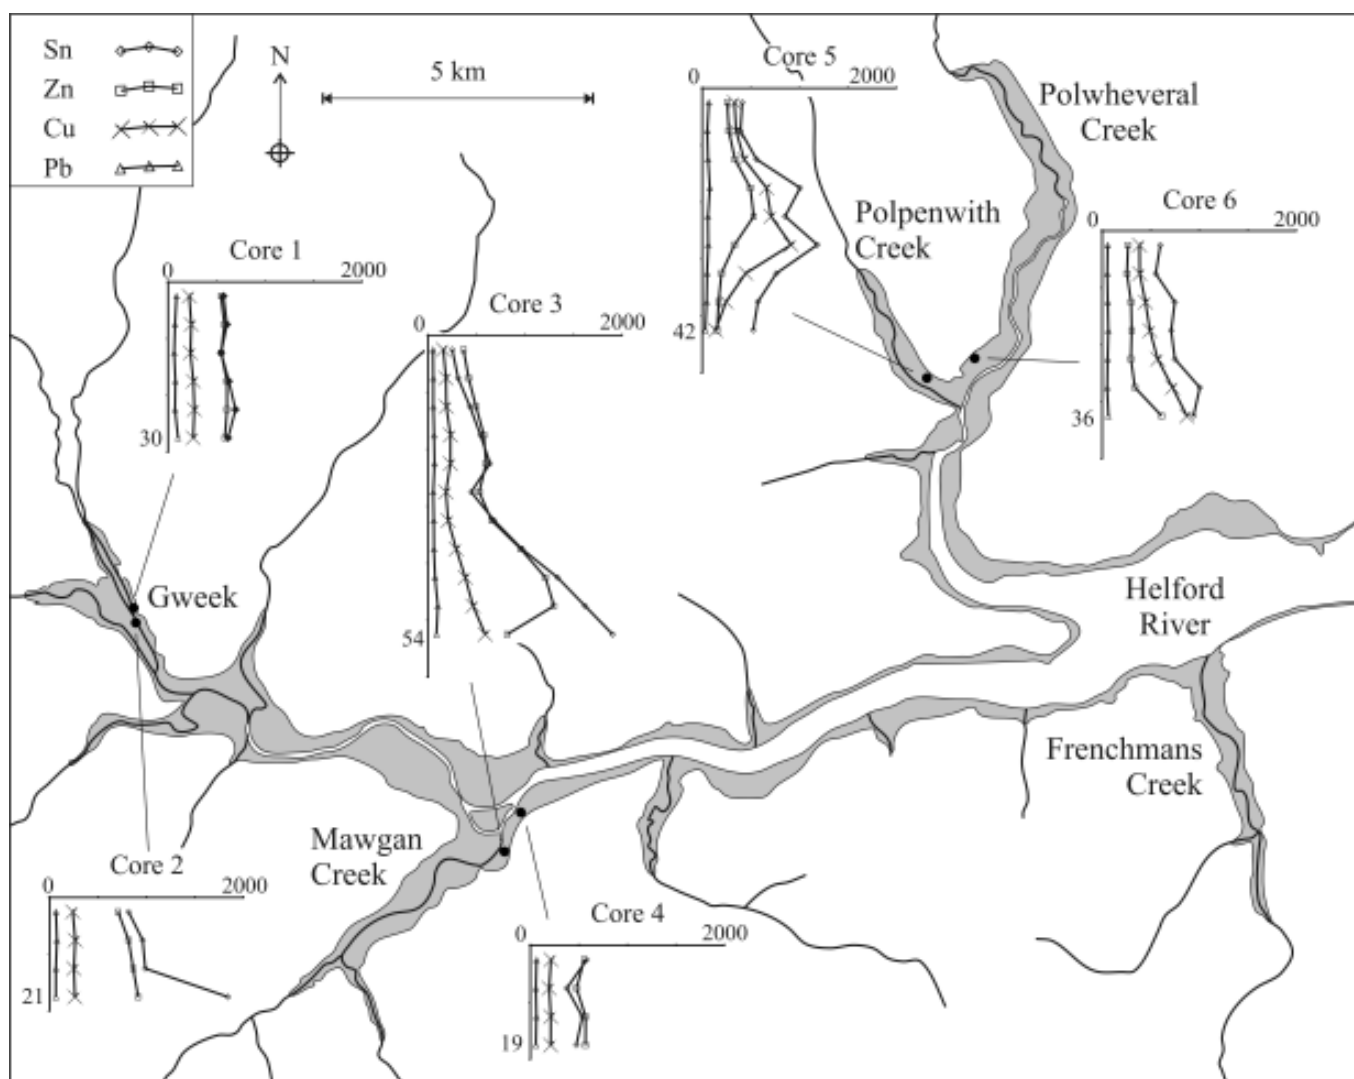 Sn
Zn
Cu
Pb
N
5 km
Core 5
0 2000
42
Polwheveral
Creek
Polpenwith
Creek
Core 6
0 2000
36
Core 1
0 2000
30
Core 3
0 2000
54
Gweek
Helford
River
Frenchmans
Creek
Mawgan
Creek
Core 2
0 2000
21
Core 4
0 2000
19